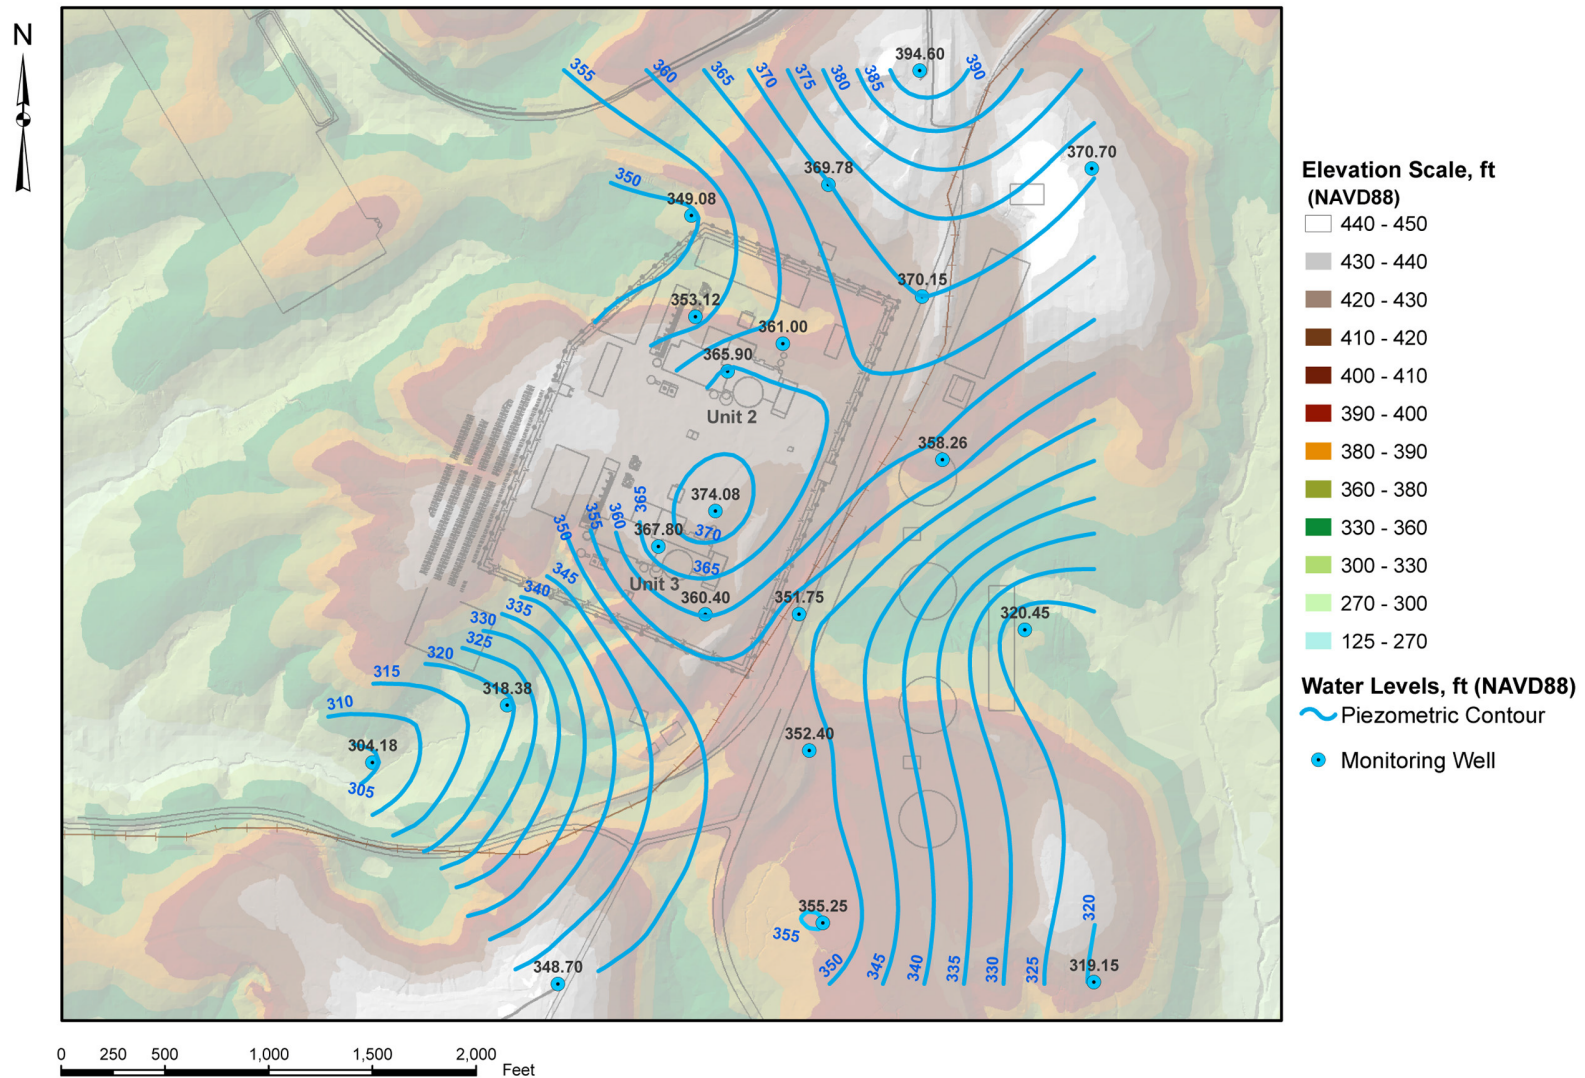 N
394.60
355
360
365
370
375
380
385
390
370.70
369.78
350
349.08
370.15
353.12
361.00
365.90
Unit 2
358.26
374.08
365
360
355
350
370
367.80
365
Unit 3
345
340
335
330
325
320
315
310
360.40
351.75
320.45
318.38
304.18
305
352.40
355.25
355
320
350
345
340
335
330
325
319.15
348.70
Elevation Scale, ft
(NAVD88)
440 - 450
430 - 440
420 - 430
410 - 420
400 - 410
390 - 400
380 - 390
360 - 380
330 - 360
300 - 330
270 - 300
125 - 270
Water Levels, ft (NAVD88)
Piezometric Contour
Monitoring Well
0 250 500 1,000 1,500 2,000
Feet